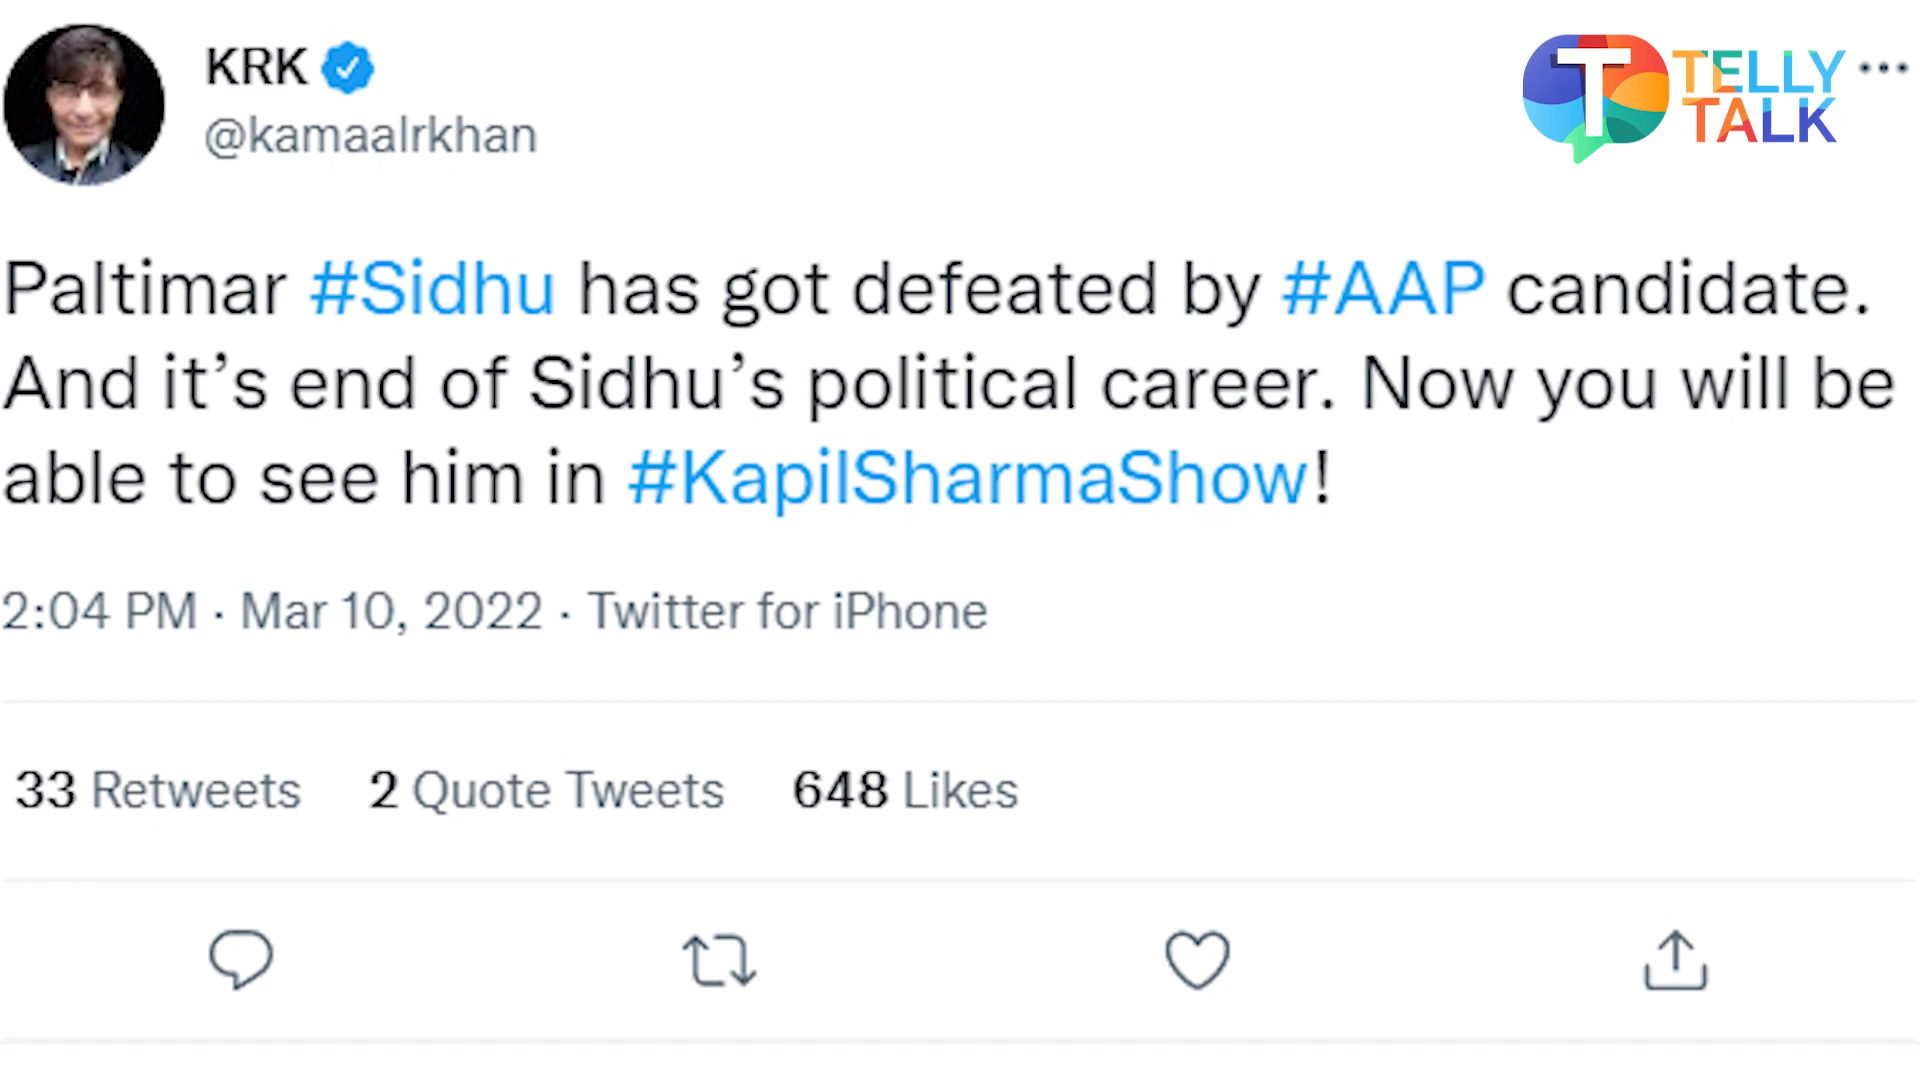 KRK
@kamaalrkhan
T TELLY
TALK
Paltimar #Sidhu has got defeated by #AAP candidate.
And it’s end of Sidhu’s political career. Now you will be
able to see him in #KapilSharmaShow!
2:04 PM · Mar 10, 2022 · Twitter for iPhone
33 Retweets 2 Quote Tweets 648 Likes